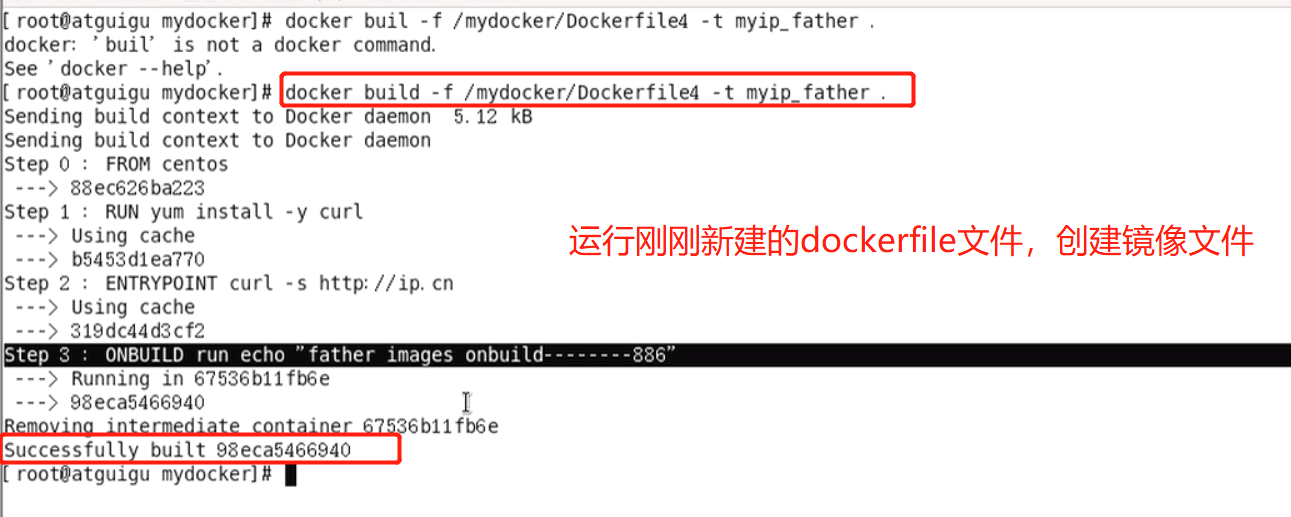 [root@atguigu mydocker]# docker buil -f /mydocker/Dockerfile4 -t myip_father .
docker: 'buil' is not a docker command.
See 'docker --help'.
[root@atguigu mydocker]# docker build -f /mydocker/Dockerfile4 -t myip_father .
Sending build context to Docker daemon  5.12 kB
Sending build context to Docker daemon
Step 0 : FROM centos
 ---> 88ec626ba223
Step 1 : RUN yum install -y curl
 ---> Using cache
 ---> b5453d1ea770
运行刚刚新建的dockerfile文件，创建镜像文件
Step 2 : ENTRYPOINT curl -s http://ip.cn
 ---> Using cache
 ---> 319dc44d3cf2
Step 3 : ONBUILD run echo "father images onbuild--------886"
 ---> Running in 67536b11fb6e
 ---> 98eca5466940
Removing intermediate container 67536b11fb6e
Successfully built 98eca5466940
[root@atguigu mydocker]#